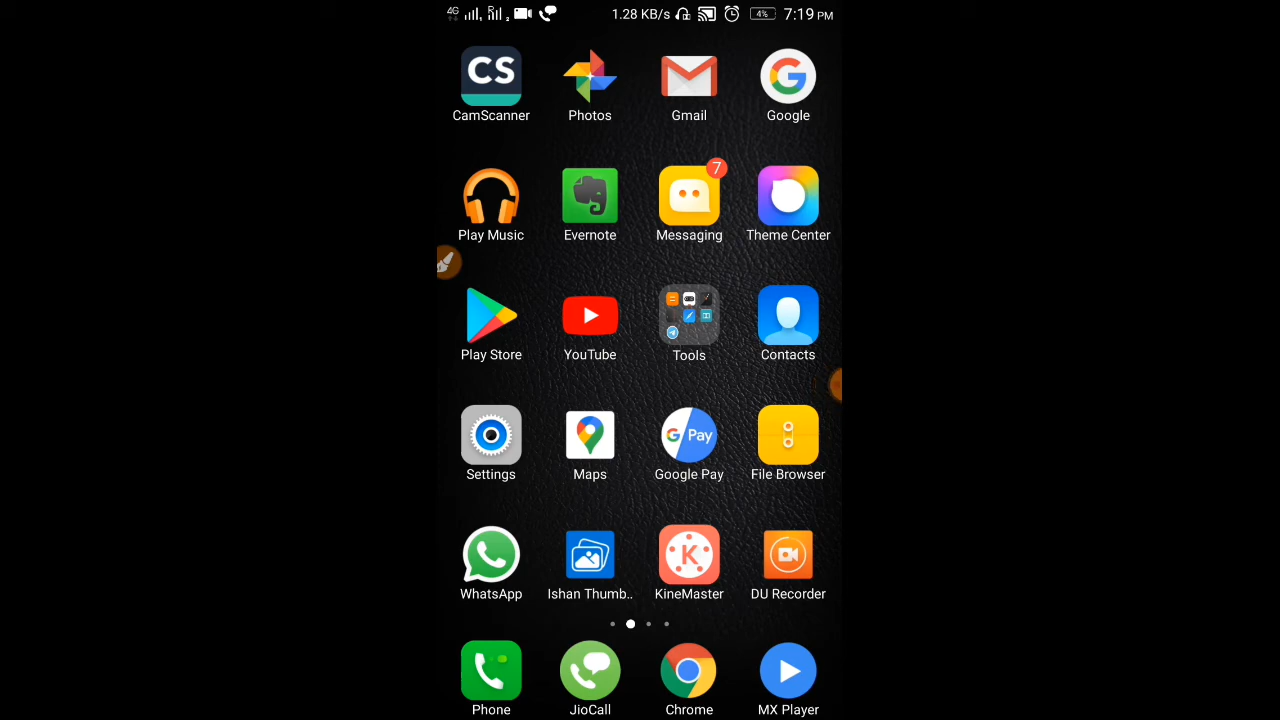 4G R 2 1.28 KB/s 4% 7:19 PM
CS
CamScanner Photos Gmail Google
7
Play Music Evernote Messaging Theme Center
Play Store YouTube Tools Contacts
G Pay
Settings Maps Google Pay File Browser
K
WhatsApp Ishan Thumb.. KineMaster DU Recorder
Phone JioCall Chrome MX Player